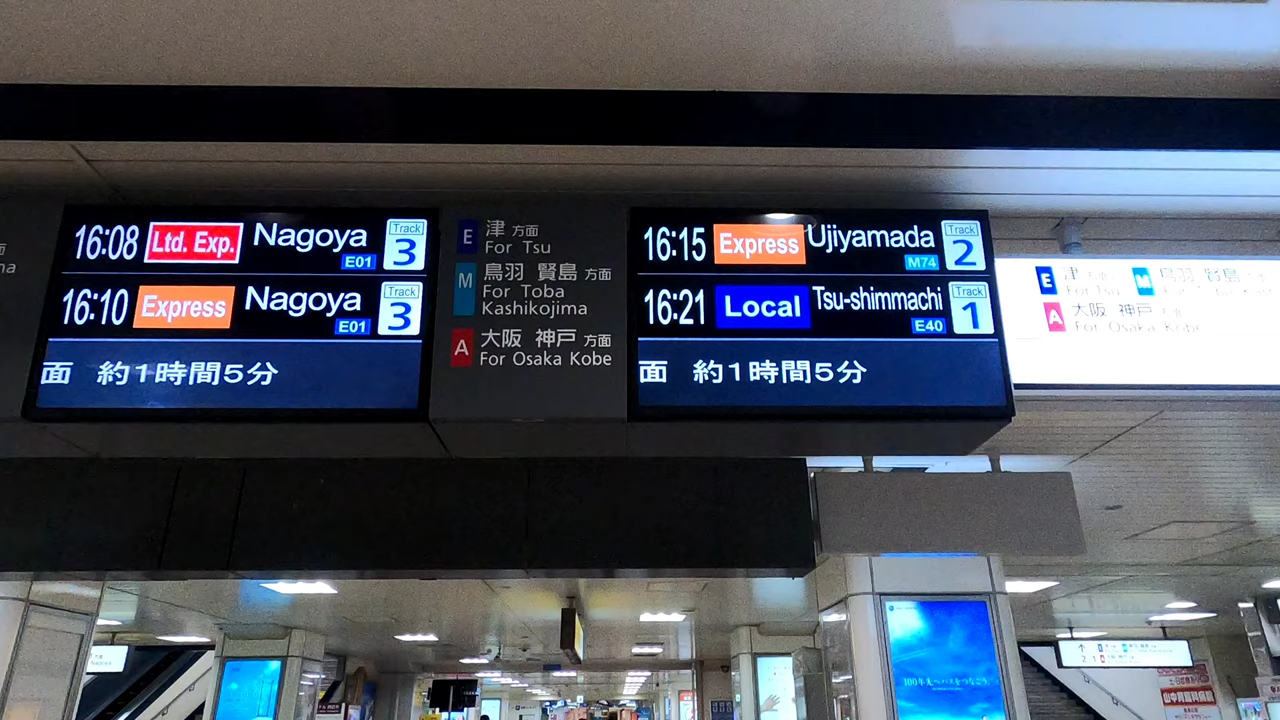 16:08 Ltd. Exp. Nagoya E01 Track 3
16:10 Express Nagoya E01 Track 3
面 約1時間5分
E 津 方面
For Tsu
M 鳥羽 賢島 方面
For Toba
Kashikojima
A 大阪 神戸 方面
For Osaka Kobe
16:15 Express Ujiyamada M74 Track 2
16:21 Local Tsu-shimmachi E40 Track 1
面 約1時間5分
E 津 M 鳥羽 賢島
For Tsu
A 大阪 神戸
For Osaka Kobe